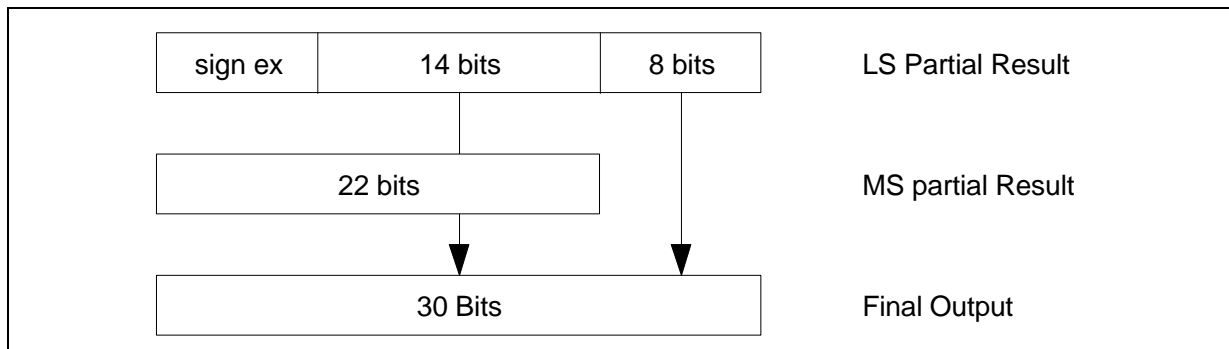 sign ex 14 bits 8 bits LS Partial Result
22 bits MS partial Result
30 Bits Final Output